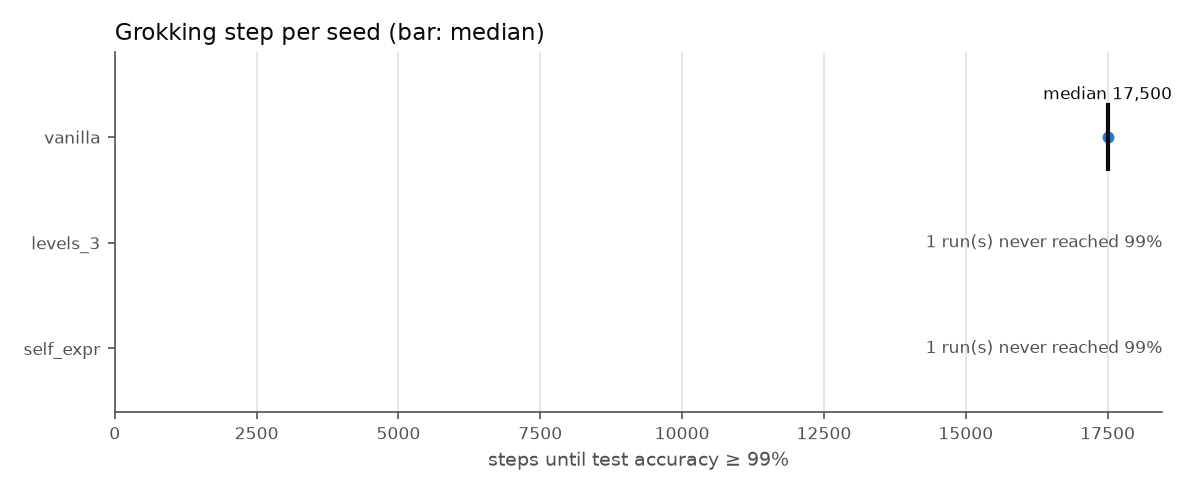 Grokking step per seed (bar: median)
median 17,500
vanilla
levels_3
1 run(s) never reached 99%
self_expr
1 run(s) never reached 99%
0 2500 5000 7500 10000 12500 15000 17500
steps until test accuracy ≥ 99%